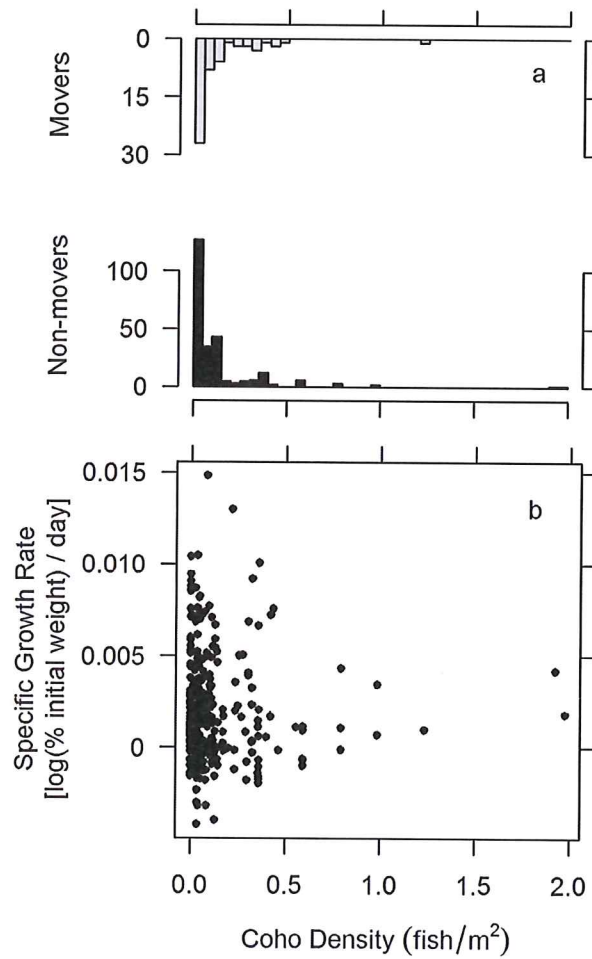 0
15
30
Movers
a
100
50
0
Non-movers
0.015
0.010
0.005
0
Specific Growth Rate
[log(% initial weight) / day]
b
0.0 0.5 1.0 1.5 2.0
Coho Density (fish/m²)